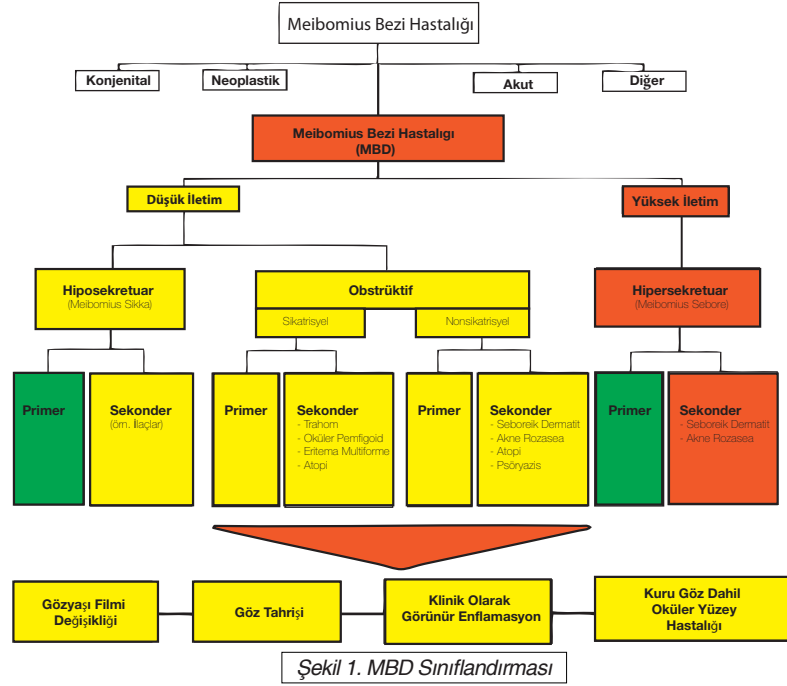 Meibomius Bezi Hastalığı
Konjenital
Neoplastik
Akut
Diğer
Meibomius Bezi Hastalıgı
(MBD)
Düşük İletim
Yüksek İletim
Hiposekretuar
(Meibomius Sikka)
Obstrüktif
Sikatrisyel
Nonsikatrisyel
Hipersekretuar
(Meibomius Sebore)
Primer
Sekonder
(örn. İlaçlar)
Primer
Sekonder
- Trahom
- Oküler Pemfigoid
- Eritema Multiforme
- Atopi
Primer
Sekonder
- Seboreik Dermatit
- Akne Rozasea
- Atopi
- Psöryazis
Primer
Sekonder
- Seboreik Dermatit
- Akne Rozasea
Gözyaşı Filmi
Değişikliği
Göz Tahrişi
Klinik Olarak
Görünür Enflamasyon
Kuru Göz Dahil
Oküler Yüzey
Hastalığı
Şekil 1. MBD Sınıflandırması